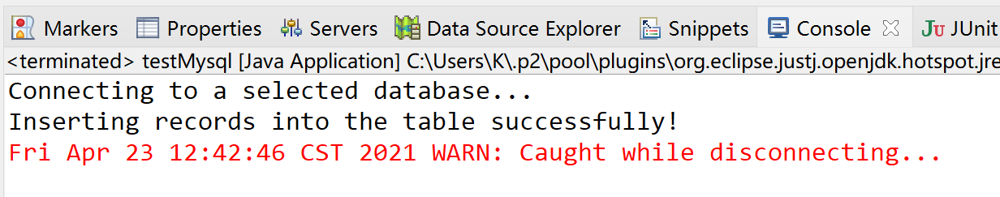 Markers Properties Servers Data Source Explorer Snippets Console JU JUnit
<terminated> testMysql [Java Application] C:\Users\K\.p2\pool\plugins\org.eclipse.justj.openjdk.hotspot.jre
Connecting to a selected database...
Inserting records into the table successfully!
Fri Apr 23 12:42:46 CST 2021 WARN: Caught while disconnecting...